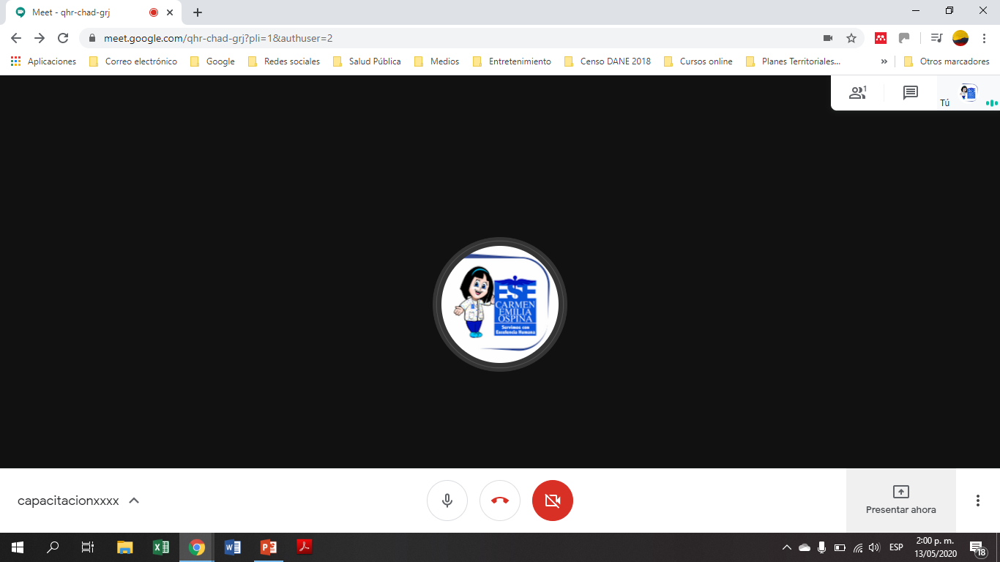 Meet - qhr-chad-grj
meet.google.com/qhr-chad-grj?pli=1&authuser=2
Aplicaciones
Correo electrónico
Google
Redes sociales
Salud Pública
Medios
Entretenimiento
Censo DANE 2018
Cursos online
Planes Territoriales...
»
Otros marcadores
1
Tú
ESE
CARMEN
EMILIA
OSPINA
Servimos con
Excelencia Humana
capacitacionxxxx
Presentar ahora
ESP
2:00 p. m.
13/05/2020
18